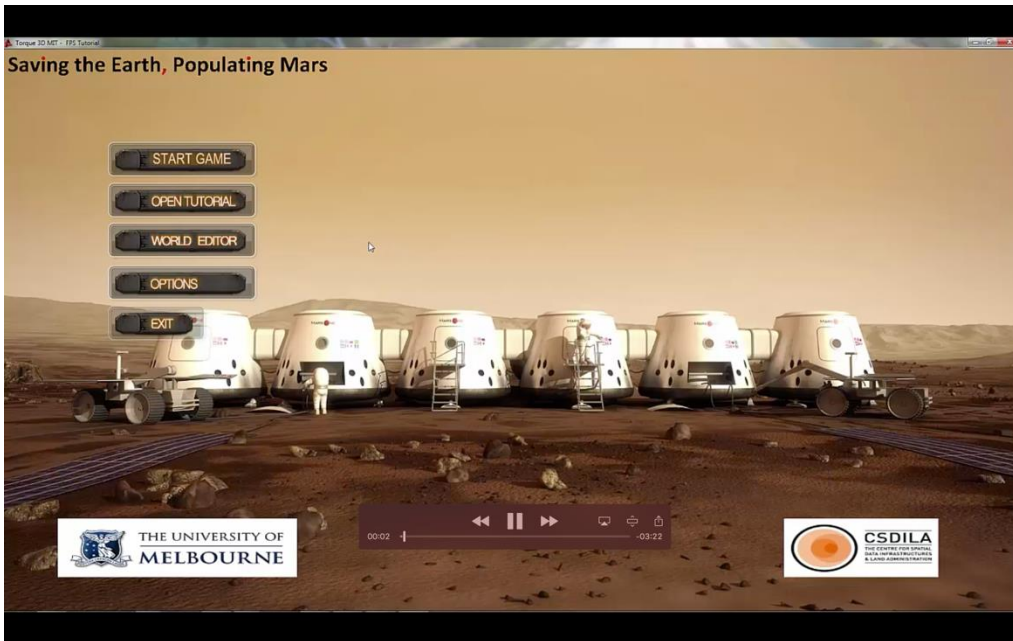 Torque 3D MIT - FPS Tutorial
Saving the Earth, Populating Mars
START GAME
OPEN TUTORIAL
WORLD EDITOR
OPTIONS
EXIT
THE UNIVERSITY OF
MELBOURNE
00:02
-03:22
CSDILA
THE CENTRE FOR SPATIAL
DATA INFRASTRUCTURES
& LAND ADMINISTRATION